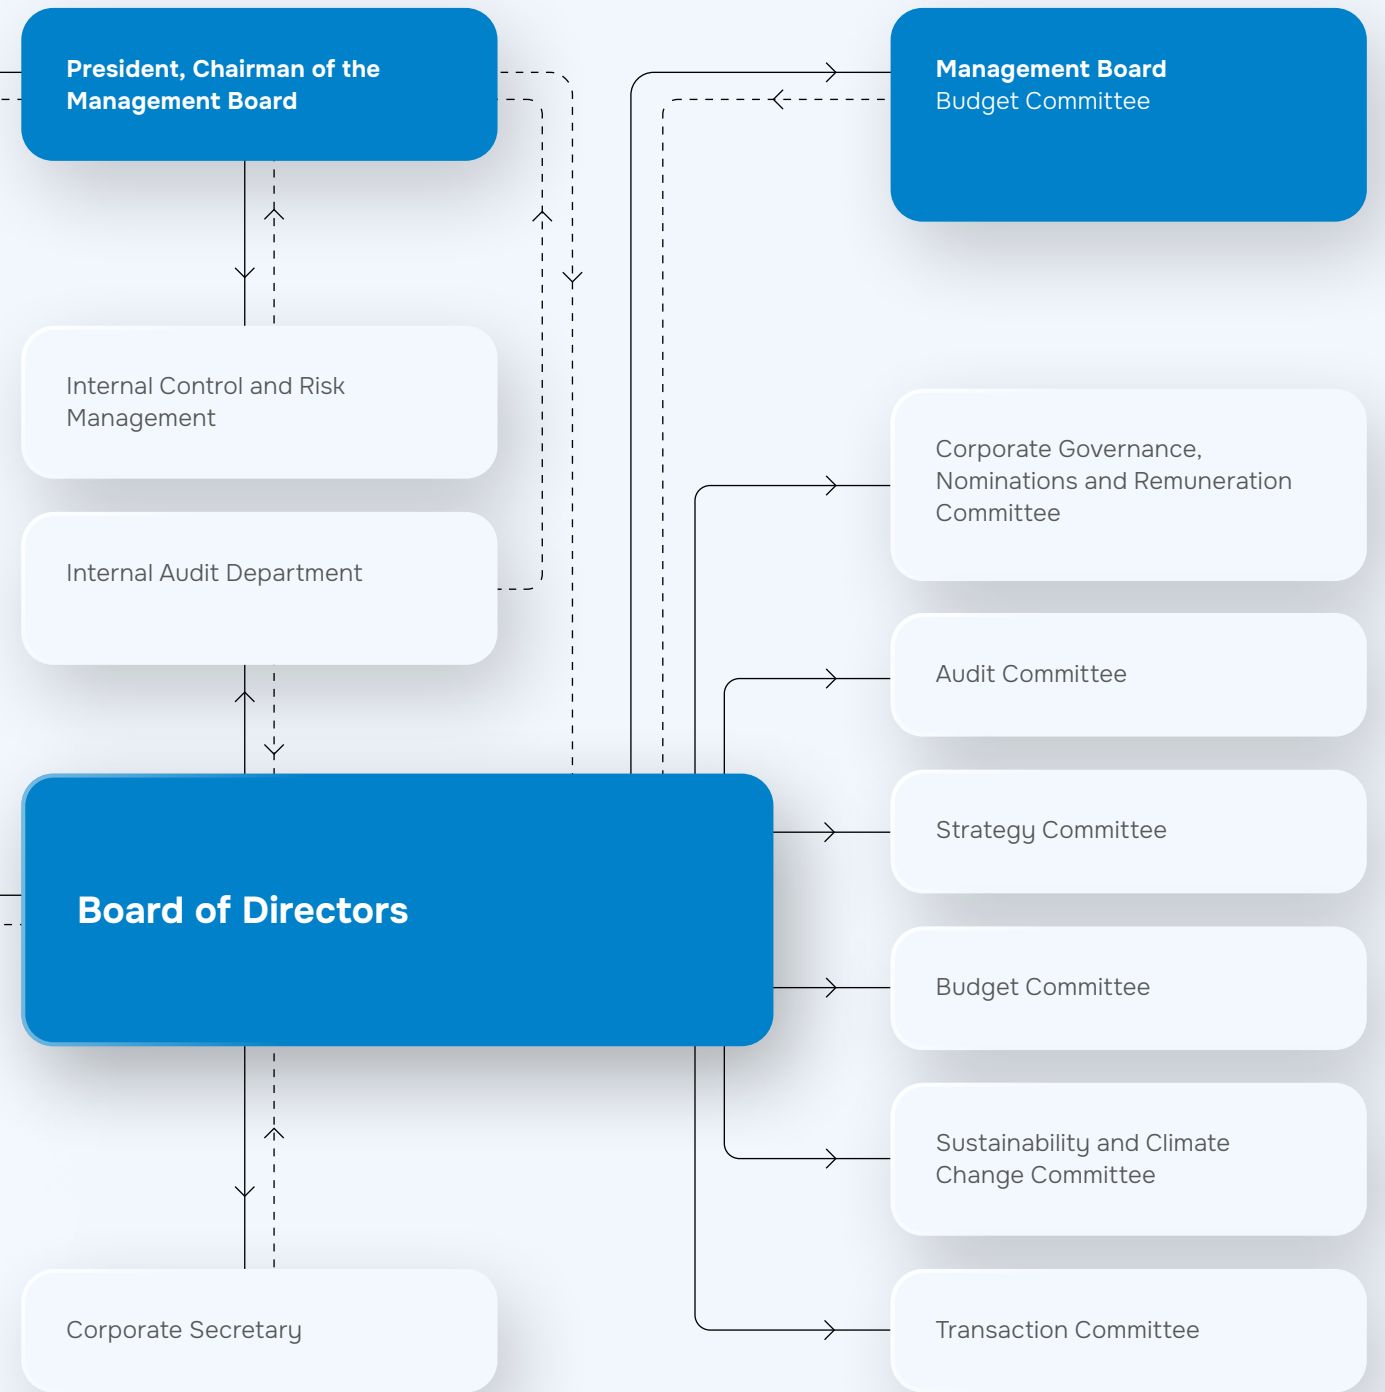 President, Chairman of the
Management Board
Management Board
Budget Committee
Internal Control and Risk
Management
Internal Audit Department
Corporate Governance,
Nominations and Remuneration
Committee
Audit Committee
Strategy Committee
Board of Directors
Budget Committee
Sustainability and Climate
Change Committee
Corporate Secretary
Transaction Committee